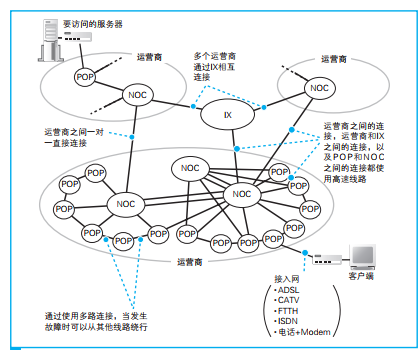 要访问的服务器
运营商
POP
NOC
多个运营商
通过IX相互
连接
运营商
NOC
IX
运营商之间一对
一直接连接
运营商之间的连
接，运营商和IX
之间的连接，以
及POP和NOC
之间的连接都使
用高速线路
NOC
POP
POP
POP
POP
NOC
NOC
POP
POP
POP
POP
POP
POP
POP
POP
POP
POP
POP
运营商
客户端
接入网
・ADSL
・CATV
・FTTH
・ISDN
・电话+Modem
通过使用多路连接，当发生
故障时可以从其他线路绕行